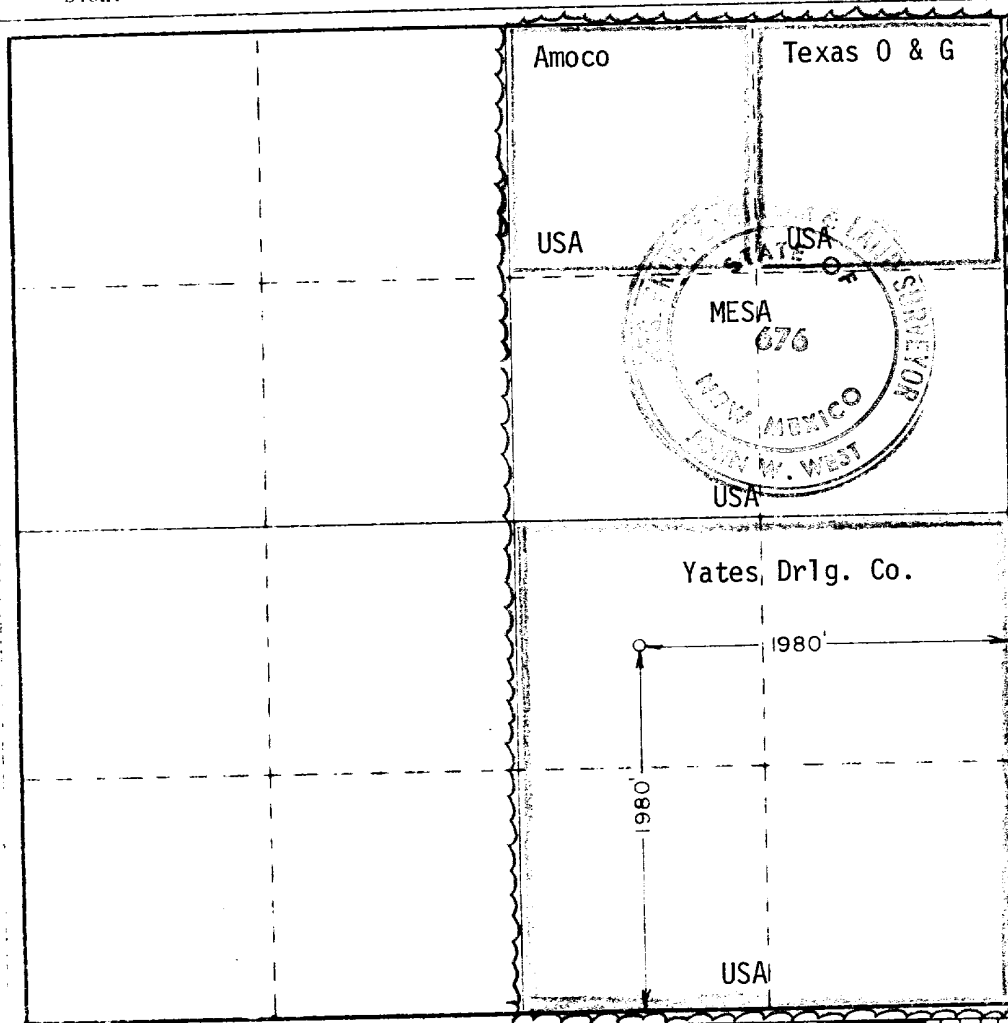 Amoco
Texas O & G
USA
USA
STATE OF
LAND SURVEYOR
MESA
676
NEW MEXICO
JOHN W. WEST
USA
Yates Drlg. Co.
1980'
1980'
USA